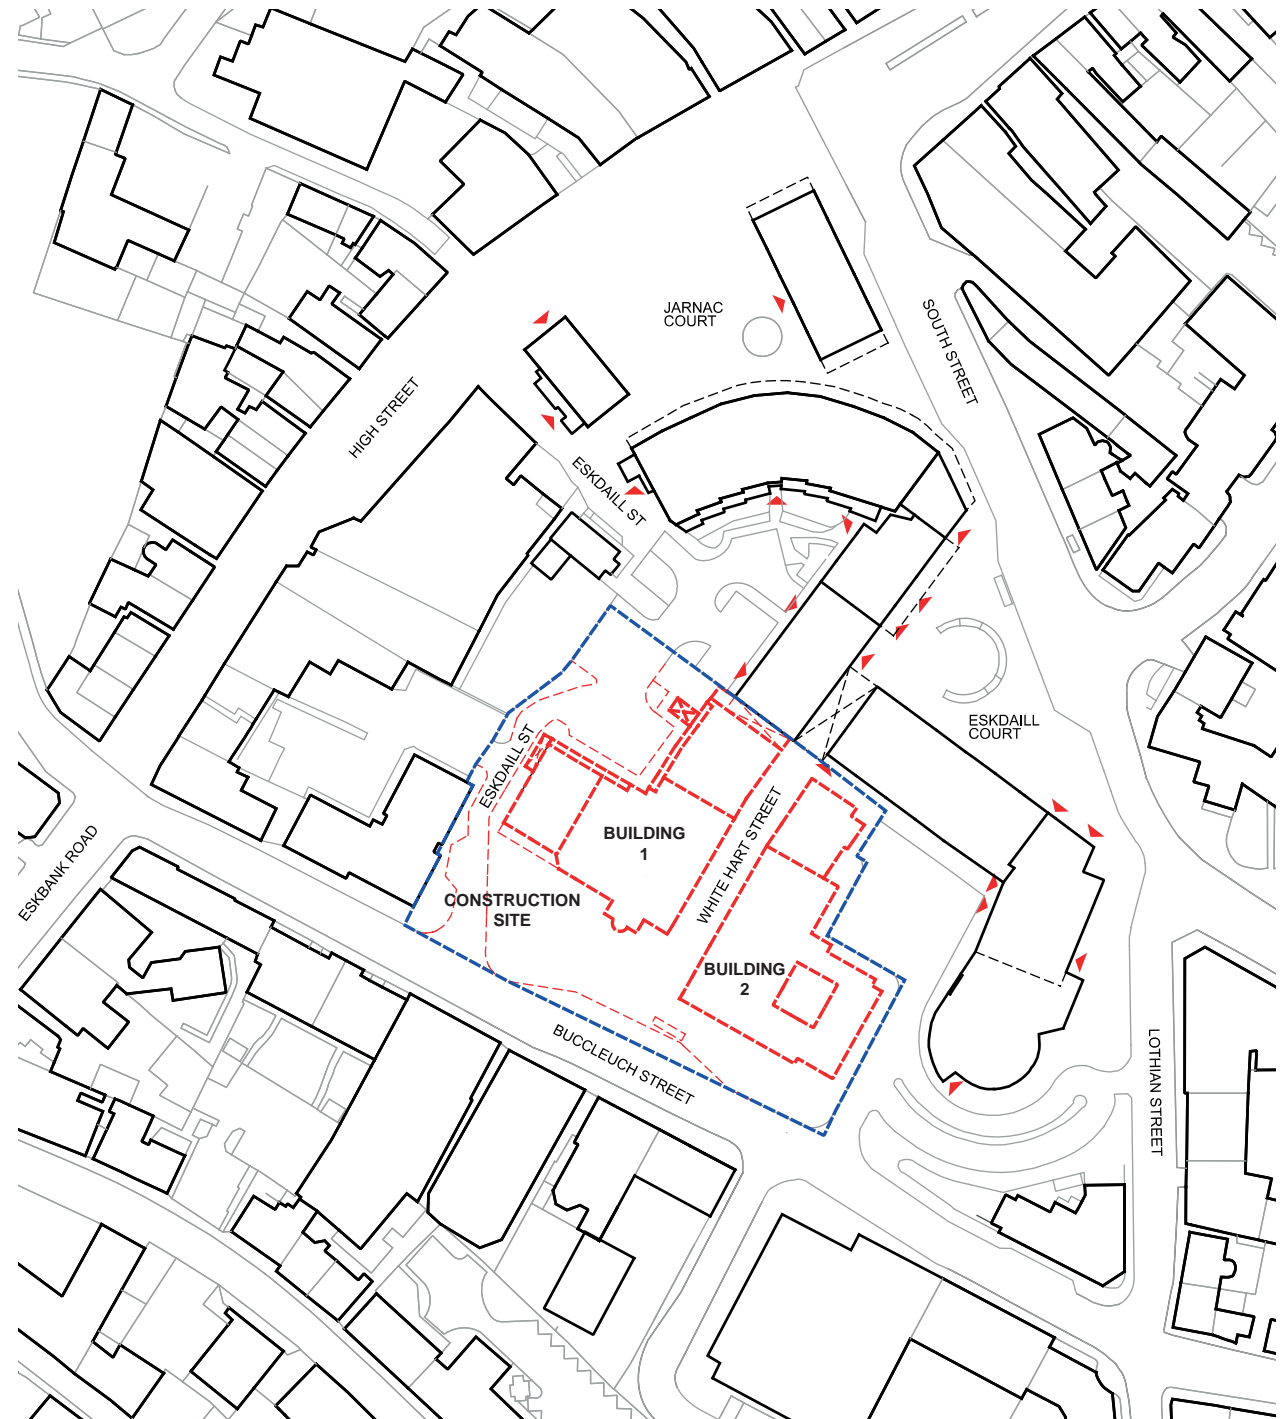 JARNAC
COURT
SOUTH STREET
HIGH STREET
ESKDAILL ST
ESKDAILL
COURT
ESKDAILL ST
WHITE HART STREET
BUILDING
1
ESKBANK ROAD
CONSTRUCTION
SITE
BUILDING
2
BUCCLEUCH STREET
LOTHIAN STREET